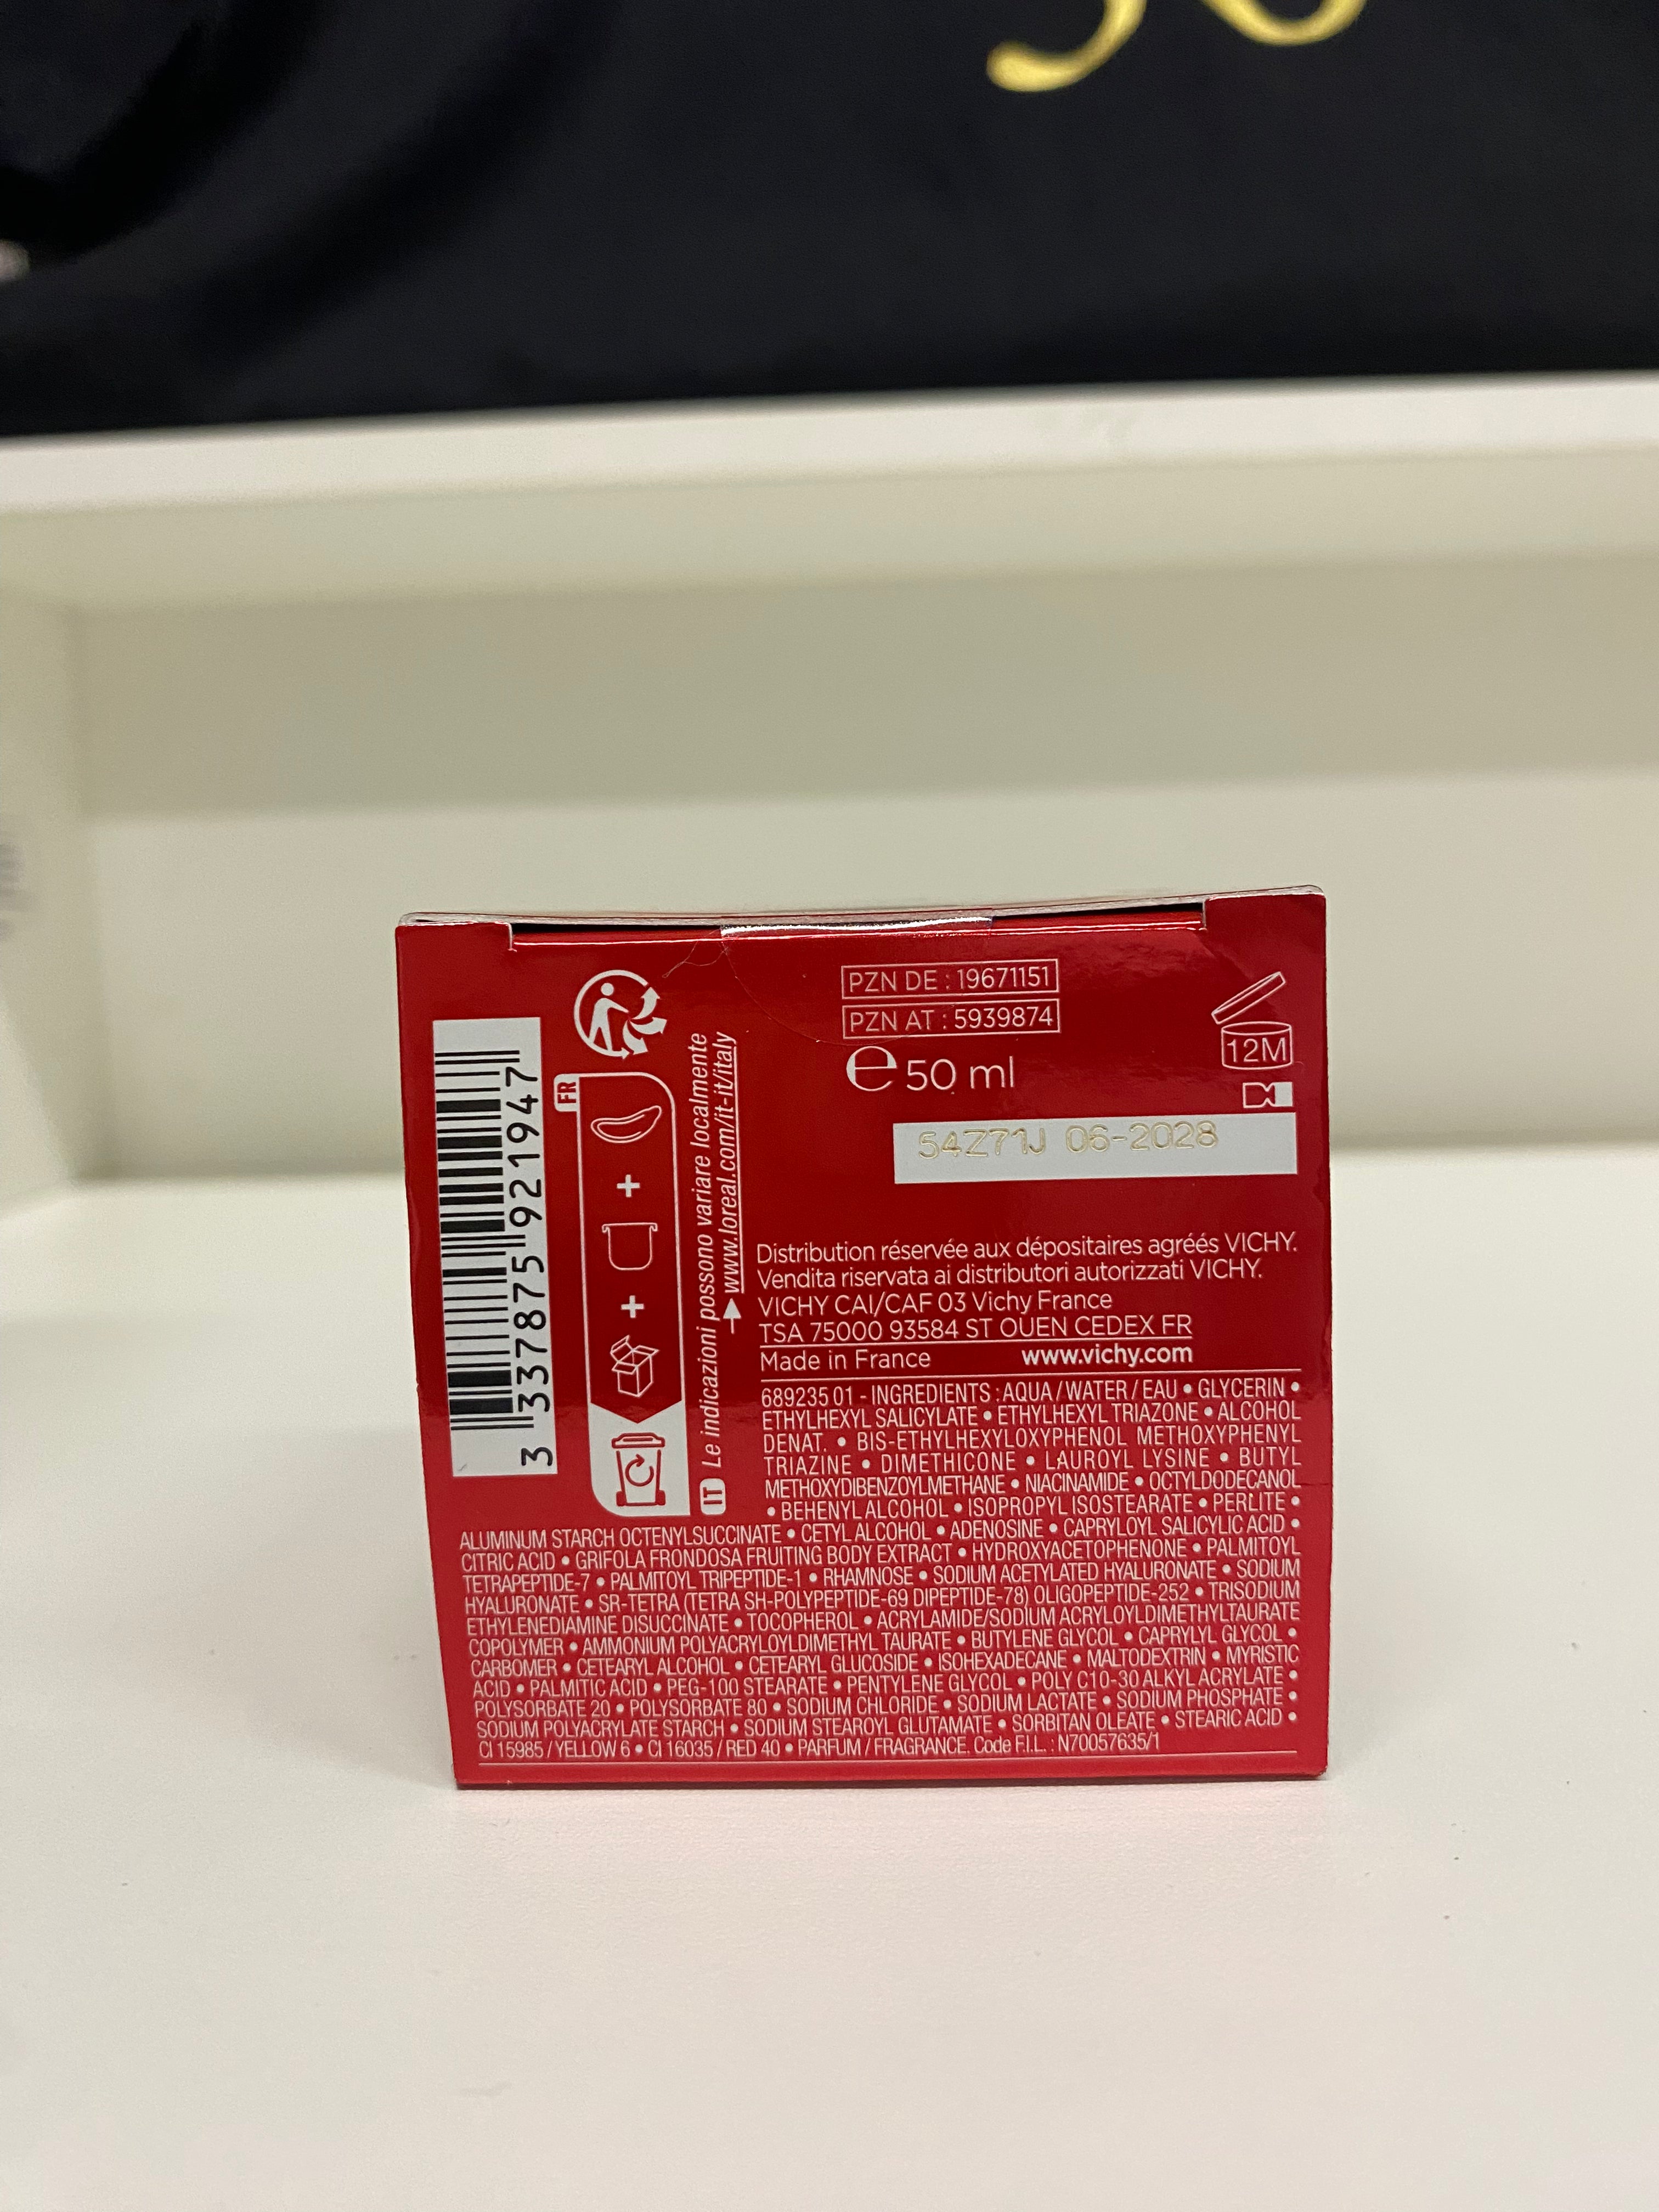 PZN DE : 19671151
PZN AT : 5939874
e 50 ml
12M
54Z71J 06-2028
3 337875 921947
FR
IT Le indicazioni possono variare localmente
www.loreal.com/it-it/italy
Distribution réservée aux dépositaires agréés VICHY.
Vendita riservata ai distributori autorizzati VICHY.
VICHY CAI/CAF 03 Vichy France
TSA 75000 93584 ST OUEN CEDEX FR
Made in France www.vichy.com
689235 01 - INGREDIENTS : AQUA / WATER / EAU • GLYCERIN •
ETHYLHEXYL SALICYLATE • ETHYLHEXYL TRIAZONE • ALCOHOL
DENAT. • BIS-ETHYLHEXYLOXYPHENOL METHOXYPHENYL
TRIAZINE • DIMETHICONE • LAUROYL LYSINE • BUTYL
METHOXYDIBENZOYLMETHANE • NIACINAMIDE • OCTYLDODECANOL
• BEHENYL ALCOHOL • ISOPROPYL ISOSTEARATE • PERLITE •
ALUMINUM STARCH OCTENYLSUCCINATE • CETYL ALCOHOL • ADENOSINE • CAPRYLOYL SALICYLIC ACID •
CITRIC ACID • GRIFOLA FRONDOSA FRUITING BODY EXTRACT • HYDROXYACETOPHENONE • PALMITOYL
TETRAPEPTIDE-7 • PALMITOYL TRIPEPTIDE-1 • RHAMNOSE • SODIUM ACETYLATED HYALURONATE • SODIUM
HYALURONATE • SR-TETRA (TETRA SH-POLYPEPTIDE-69 DIPEPTIDE-78) OLIGOPEPTIDE-252 • TRISODIUM
ETHYLENEDIAMINE DISUCCINATE • TOCOPHEROL • ACRYLAMIDE/SODIUM ACRYLOYLDIMETHYLTAURATE
COPOLYMER • AMMONIUM POLYACRYLOYLDIMETHYL TAURATE • BUTYLENE GLYCOL • CAPRYLYL GLYCOL •
CARBOMER • CETEARYL ALCOHOL • CETEARYL GLUCOSIDE • ISOHEXADECANE • MALTODEXTRIN • MYRISTIC
ACID • PALMITIC ACID • PEG-100 STEARATE • PENTYLENE GLYCOL • POLY C10-30 ALKYL ACRYLATE •
POLYSORBATE 20 • POLYSORBATE 80 • SODIUM CHLORIDE • SODIUM LACTATE • SODIUM PHOSPHATE •
SODIUM POLYACRYLATE STARCH • SODIUM STEAROYL GLUTAMATE • SORBITAN OLEATE • STEARIC ACID •
CI 15985 / YELLOW 6 • CI 16035 / RED 40 • PARFUM / FRAGRANCE. Code F.I.L. : N70057635/1